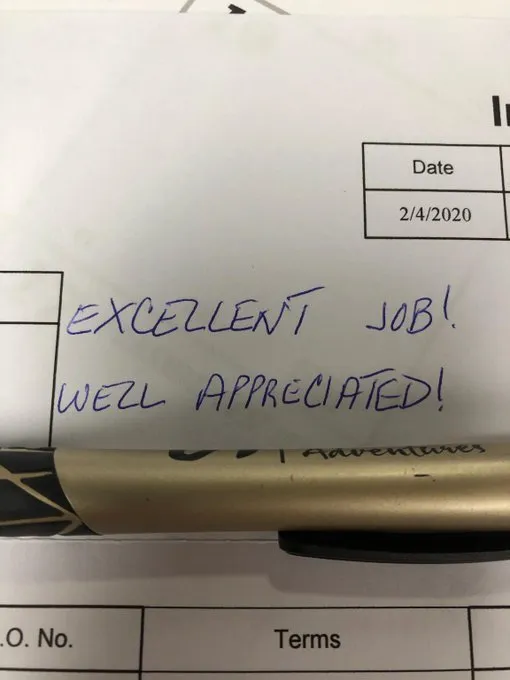 Date
2/4/2020
EXCELLENT JOB!
WELL APPRECIATED!
Adventures
.O. No.
Terms